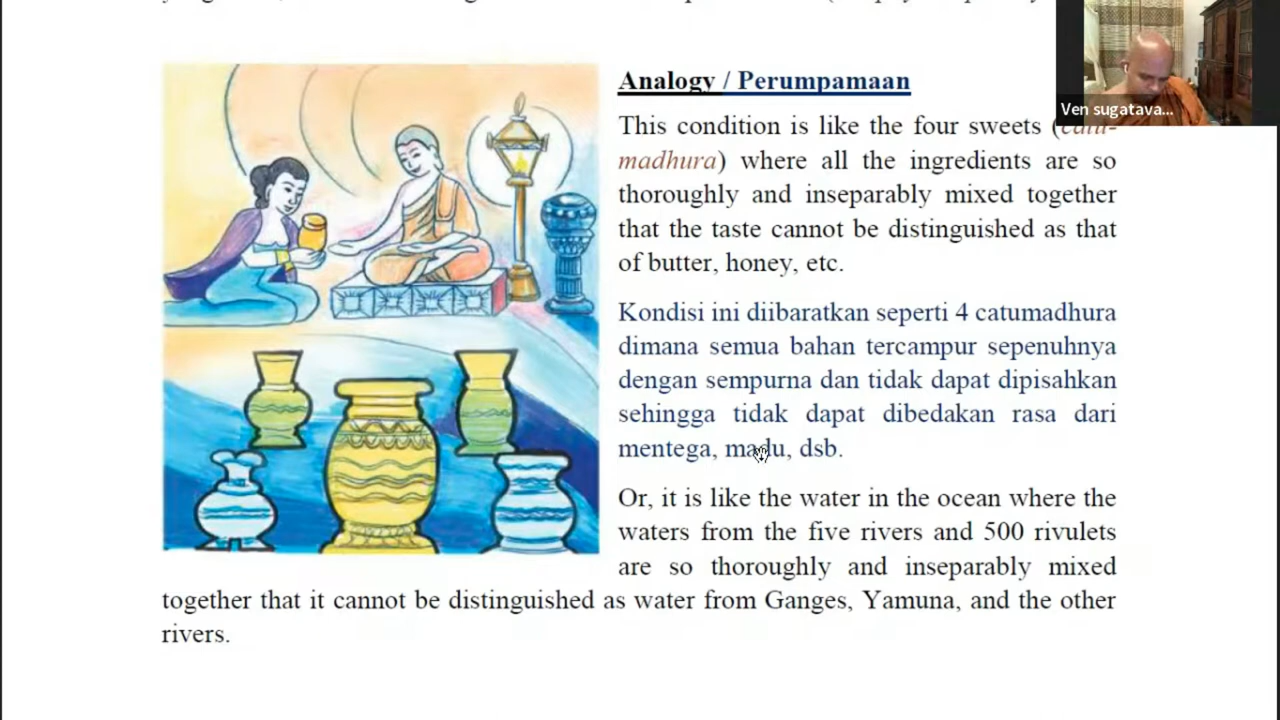 Analogy / Perumpamaan
Ven sugatava...
This condition is like the four sweets (
madhura) where all the ingredients are so
thoroughly and inseparably mixed together
that the taste cannot be distinguished as that
of butter, honey, etc.
Kondisi ini diibaratkan seperti 4 catumadhura
dimana semua bahan tercampur sepenuhnya
dengan sempurna dan tidak dapat dipisahkan
sehingga tidak dapat dibedakan rasa dari
mentega, madu, dsb.
Or, it is like the water in the ocean where the
waters from the five rivers and 500 rivulets
are so thoroughly and inseparably mixed
together that it cannot be distinguished as water from Ganges, Yamuna, and the other
rivers.